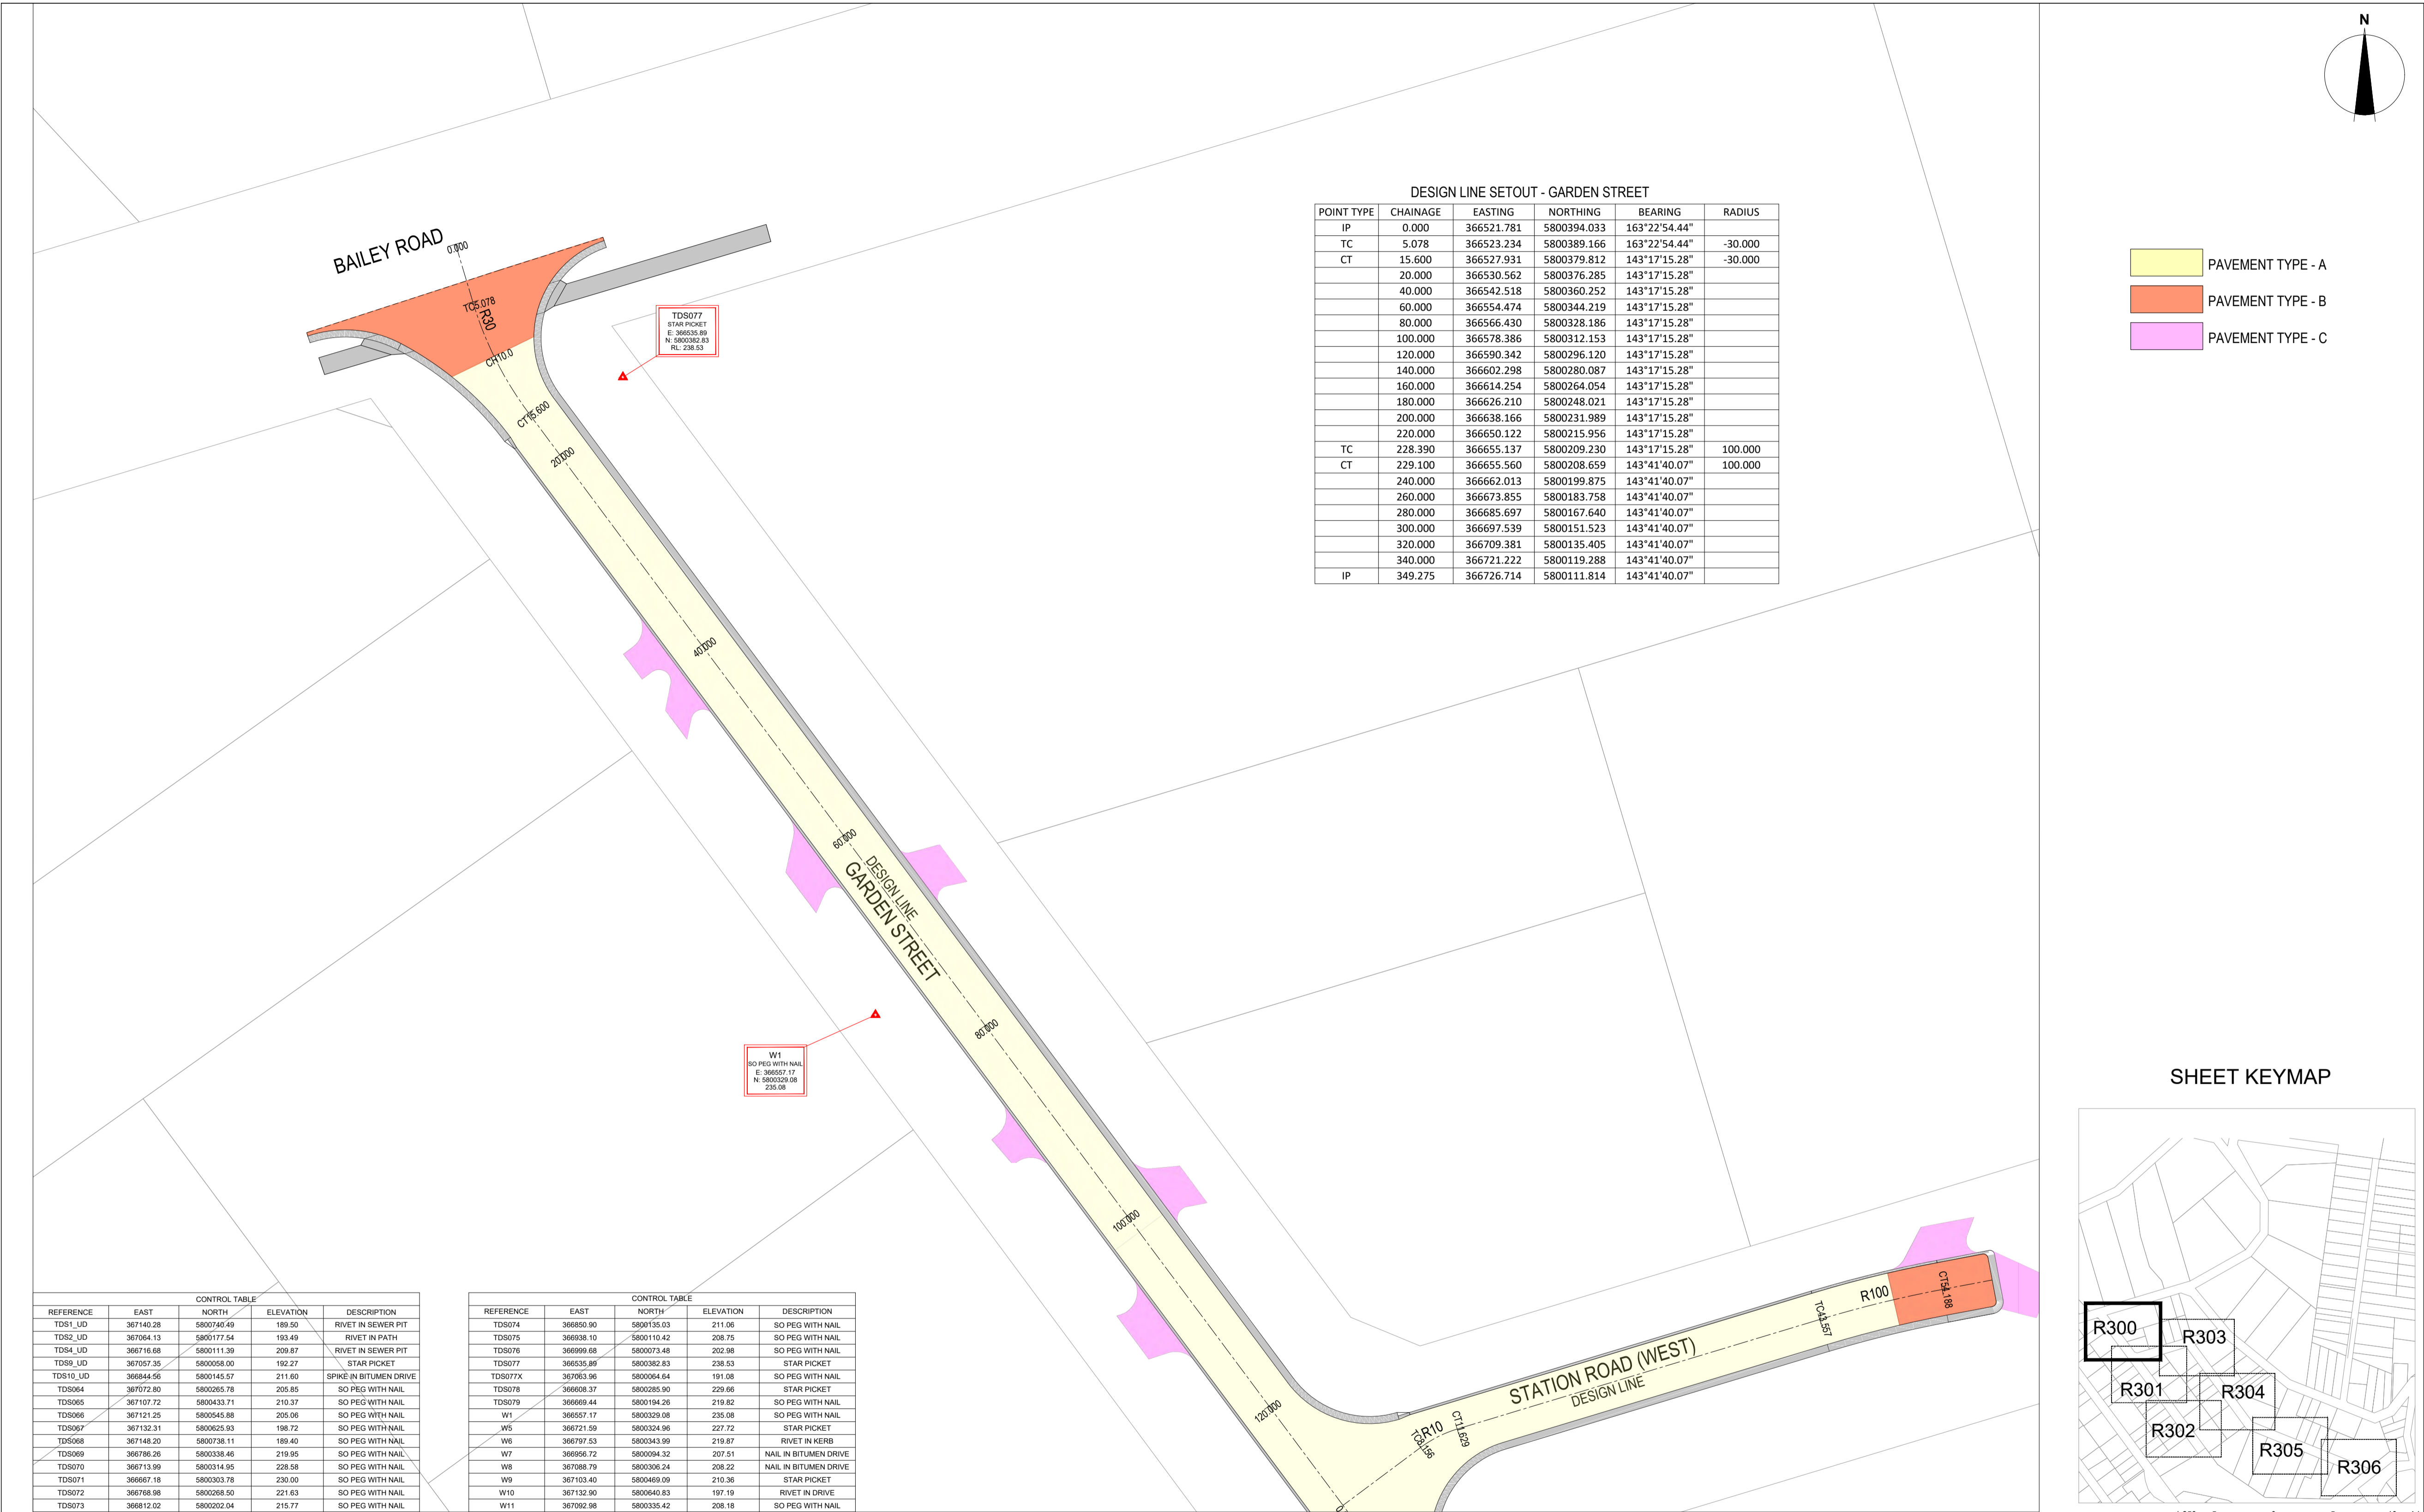 N
BAILEY ROAD
0.000
TC5.078
R30
CH10.0
CT15.600
20.000
TDS077
STAR PICKET
E: 366535.89
N: 5800382.83
RL: 238.53
DESIGN LINE SETOUT - GARDEN STREET
POINT TYPE CHAINAGE EASTING NORTHING BEARING RADIUS
IP 0.000 366521.781 5800394.033 163°22'54.44"
TC 5.078 366523.234 5800389.166 163°22'54.44" -30.000
CT 15.600 366527.931 5800379.812 143°17'15.28" -30.000
20.000 366530.562 5800376.285 143°17'15.28"
40.000 366542.518 5800360.252 143°17'15.28"
60.000 366554.474 5800344.219 143°17'15.28"
80.000 366566.430 5800328.186 143°17'15.28"
100.000 366578.386 5800312.153 143°17'15.28"
120.000 366590.342 5800296.120 143°17'15.28"
140.000 366602.298 5800280.087 143°17'15.28"
160.000 366614.254 5800264.054 143°17'15.28"
180.000 366626.210 5800248.021 143°17'15.28"
200.000 366638.166 5800231.989 143°17'15.28"
220.000 366650.122 5800215.956 143°17'15.28"
TC 228.390 366655.137 5800209.230 143°17'15.28" 100.000
CT 229.100 366655.560 5800208.659 143°41'40.07" 100.000
240.000 366662.013 5800199.875 143°41'40.07"
260.000 366673.855 5800183.758 143°41'40.07"
280.000 366685.697 5800167.640 143°41'40.07"
300.000 366697.539 5800151.523 143°41'40.07"
320.000 366709.381 5800135.405 143°41'40.07"
340.000 366721.222 5800119.288 143°41'40.07"
IP 349.275 366726.714 5800111.814 143°41'40.07"
PAVEMENT TYPE - A
PAVEMENT TYPE - B
PAVEMENT TYPE - C
40.000
60.000
DESIGN LINE
GARDEN STREET
80.000
W1
SO PEG WITH NAIL
E: 366557.17
N: 5800329.08
235.08
100.000
120.000
0
TC8.156
R10
CT11.629
STATION ROAD (WEST)
DESIGN LINE
TC43.557
R100
CT54.188
SHEET KEYMAP
R300
R303
R301
R304
R302
R305
R306
CONTROL TABLE
REFERENCE EAST NORTH ELEVATION DESCRIPTION
TDS1_UD 367140.28 5800740.49 189.50 RIVET IN SEWER PIT
TDS2_UD 367064.13 5800177.54 193.49 RIVET IN PATH
TDS4_UD 366716.68 5800111.39 209.87 RIVET IN SEWER PIT
TDS9_UD 367057.35 5800058.00 192.27 STAR PICKET
TDS10_UD 366844.56 5800145.57 211.60 SPIKE IN BITUMEN DRIVE
TDS064 367072.80 5800265.78 205.85 SO PEG WITH NAIL
TDS065 367107.72 5800433.71 210.37 SO PEG WITH NAIL
TDS066 367121.25 5800545.88 205.06 SO PEG WITH NAIL
TDS067 367132.31 5800625.93 198.72 SO PEG WITH NAIL
TDS068 367148.20 5800738.11 189.40 SO PEG WITH NAIL
TDS069 366786.26 5800338.46 219.95 SO PEG WITH NAIL
TDS070 366713.99 5800314.95 228.58 SO PEG WITH NAIL
TDS071 366667.18 5800303.78 230.00 SO PEG WITH NAIL
TDS072 366768.98 5800268.50 221.63 SO PEG WITH NAIL
TDS073 366812.02 5800202.04 215.77 SO PEG WITH NAIL
CONTROL TABLE
REFERENCE EAST NORTH ELEVATION DESCRIPTION
TDS074 366850.90 5800135.03 211.06 SO PEG WITH NAIL
TDS075 366938.10 5800110.42 208.75 SO PEG WITH NAIL
TDS076 366999.68 5800073.48 202.98 SO PEG WITH NAIL
TDS077 366535.89 5800382.83 238.53 STAR PICKET
TDS077X 367063.96 5800064.64 191.08 SO PEG WITH NAIL
TDS078 366608.37 5800285.90 229.66 STAR PICKET
TDS079 366669.44 5800194.26 219.82 SO PEG WITH NAIL
W1 366557.17 5800329.08 235.08 SO PEG WITH NAIL
W5 366721.59 5800324.96 227.72 STAR PICKET
W6 366797.53 5800343.99 219.87 RIVET IN KERB
W7 366956.72 5800094.32 207.51 NAIL IN BITUMEN DRIVE
W8 367088.79 5800306.24 208.22 NAIL IN BITUMEN DRIVE
W9 367103.40 5800469.09 210.36 STAR PICKET
W10 367132.90 5800640.83 197.19 RIVET IN DRIVE
W11 367092.98 5800335.42 208.18 SO PEG WITH NAIL